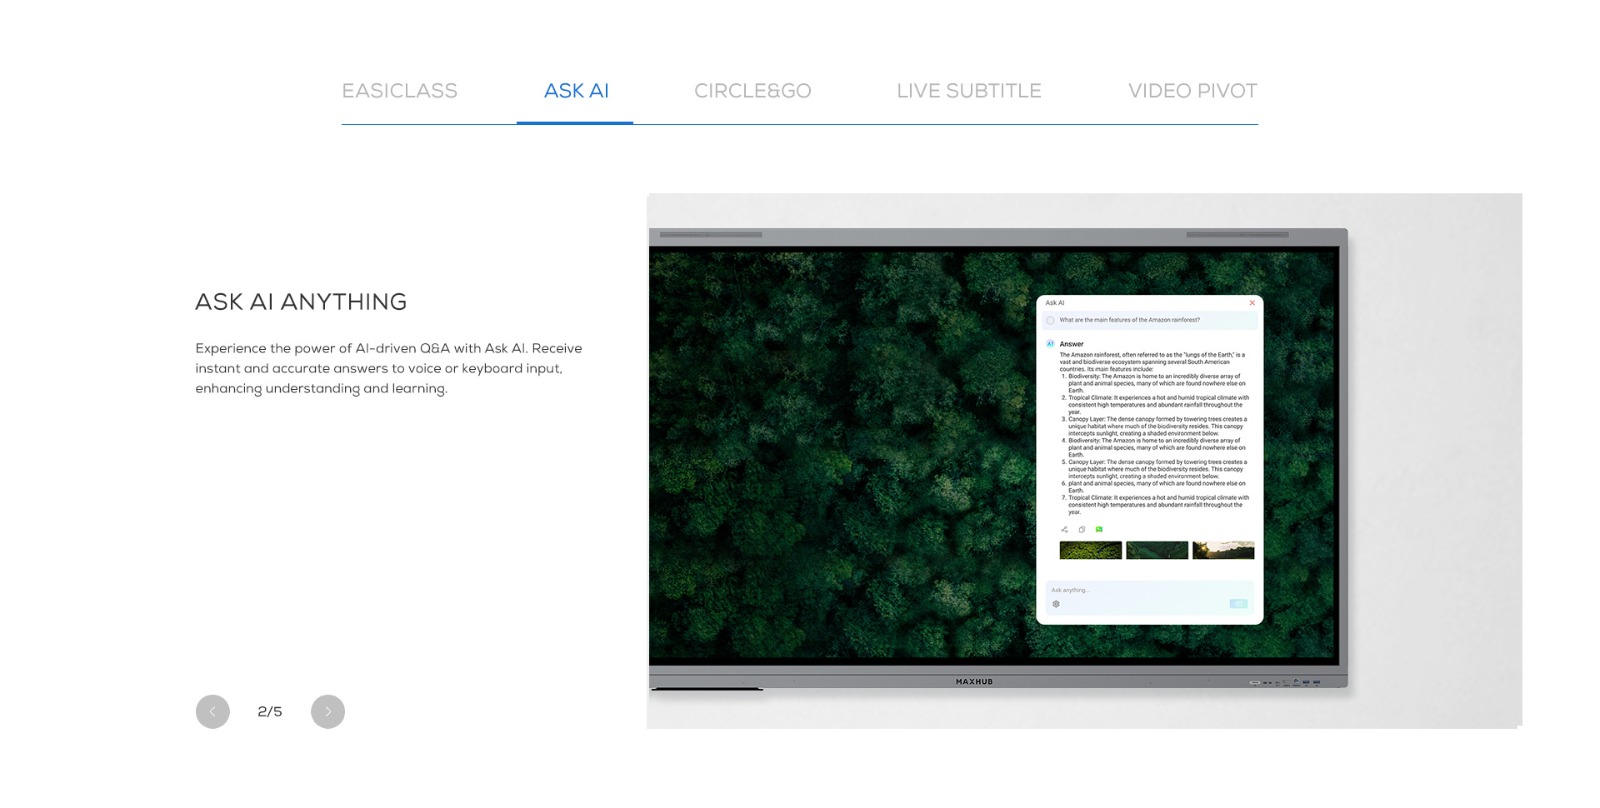 EASICLASS
ASK AI
CIRCLE&GO
LIVE SUBTITLE
VIDEO PIVOT
ASK AI ANYTHING
Experience the power of AI-driven Q&A with Ask AI. Receive
instant and accurate answers to voice or keyboard input,
enhancing understanding and learning.
2/5
Ask AI
What are the main features of the Amazon rainforest?
AI
Answer
The Amazon rainforest, often referred to as the "lungs of the Earth," is a
vast and biodiverse ecosystem spanning several South American
countries. Its main features include:
1. Biodiversity: The Amazon is home to an incredibly diverse array of
plant and animal species, many of which are found nowhere else on
Earth.
2. Tropical Climate: It experiences a hot and humid tropical climate with
consistent high temperatures and abundant rainfall throughout the
year.
3. Canopy Layer: The dense canopy formed by towering trees creates a
unique habitat where much of the biodiversity resides. This canopy
intercepts sunlight, creating a shaded environment below.
4. Biodiversity: The Amazon is home to an incredibly diverse array of
plant and animal species, many of which are found nowhere else on
Earth.
5. Canopy Layer: The dense canopy formed by towering trees creates a
unique habitat where much of the biodiversity resides. This canopy
intercepts sunlight, creating a shaded environment below.
6. plant and animal species, many of which are found nowhere else on
Earth.
7. Tropical Climate: It experiences a hot and humid tropical climate with
consistent high temperatures and abundant rainfall throughout the
year.
Ask anything...
MAXHUB